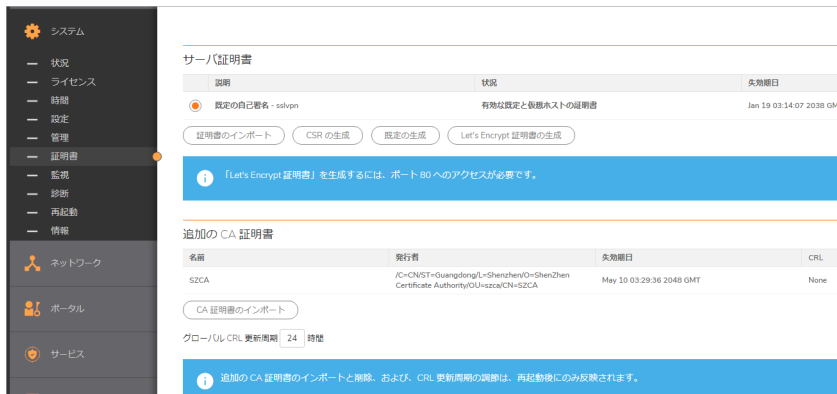 システム
状況
ライセンス
時間
設定
管理
証明書
監視
診断
再起動
情報
ネットワーク
ポータル
サービス
サーバ証明書
説明 状況 失効期日
既定の自己署名 - sslvpn 有効な既定と仮想ホストの証明書 Jan 19 03:14:07 2038 GM
証明書のインポート CSR の生成 既定の生成 Let's Encrypt 証明書の生成
「Let's Encrypt 証明書」を生成するには、ポート 80 へのアクセスが必要です。
追加の CA 証明書
名前 発行者 失効期日 CRL
SZCA /C=CN/ST=Guangdong/L=Shenzhen/O=ShenZhen May 10 03:29:36 2048 GMT None
Certificate Authority/OU=szca/CN=SZCA
CA 証明書のインポート
グローバル CRL 更新周期 24 時間
追加の CA 証明書のインポートと削除、および、CRL 更新周期の調節は、再起動後にのみ反映されます。